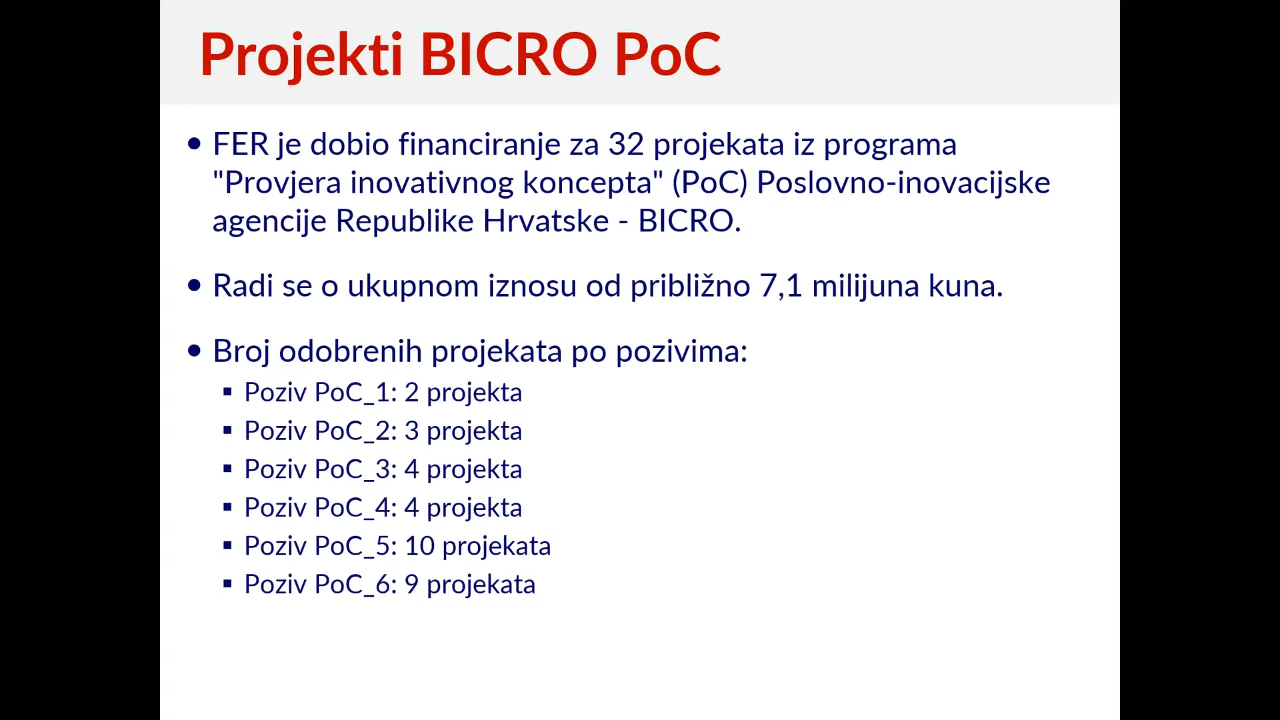 Projekti BICRO PoC
• FER je dobio financiranje za 32 projekata iz programa
"Provjera inovativnog koncepta" (PoC) Poslovno-inovacijske
agencije Republike Hrvatske - BICRO.
• Radi se o ukupnom iznosu od približno 7,1 milijuna kuna.
• Broj odobrenih projekata po pozivima:
▪ Poziv PoC_1: 2 projekta
▪ Poziv PoC_2: 3 projekta
▪ Poziv PoC_3: 4 projekta
▪ Poziv PoC_4: 4 projekta
▪ Poziv PoC_5: 10 projekata
▪ Poziv PoC_6: 9 projekata